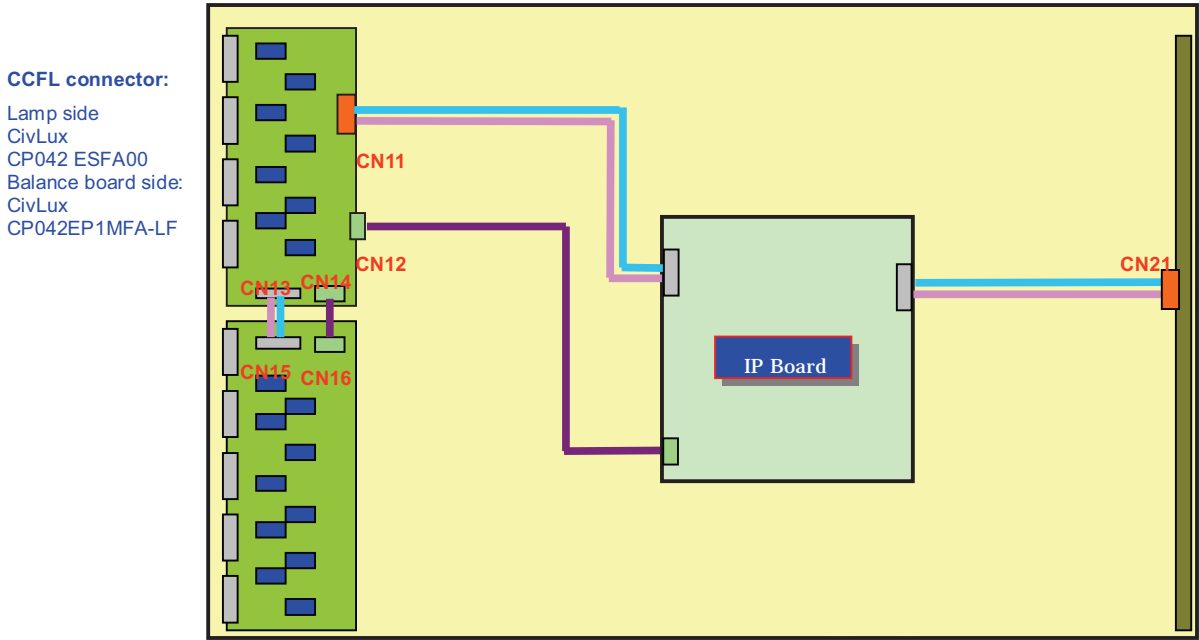 CCFL connector:
Lamp side
CivLux
CP042 ESFA00
Balance board side:
CivLux
CP042EP1MFA-LF
CN11
CN12
CN13
CN14
CN15
CN16
IP Board
CN21